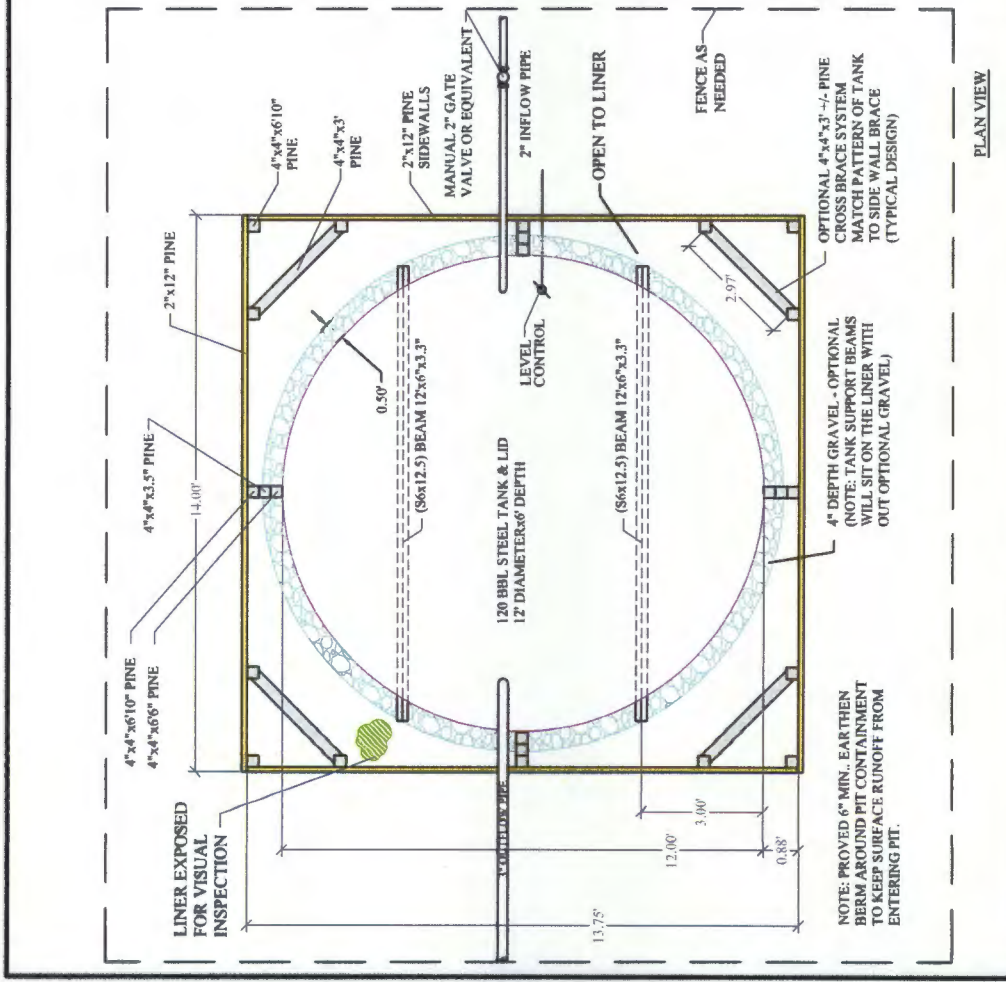 LINER EXPOSED
FOR VISUAL
INSPECTION
4"x4"x6'10" PINE
4"x4"x6'6" PINE
4"x4"x3.5" PINE
14.00'
2"x12" PINE
4"x4"x6'10"
PINE
4"x4"x3'
PINE
2"x12" PINE
SIDEWALLS
MANUAL 2" GATE
VALVE OR EQUIVALENT
2" INFLOW PIPE
OPEN TO LINER
FENCE AS
NEEDED
0.50'
(S6x12.5) BEAM 12'x6"x3.3"
120 BBL STEEL TANK & LID
12' DIAMETERx6' DEPTH
LEVEL
CONTROL
OUTFLOW PIPE
(S6x12.5) BEAM 12'x6"x3.3"
2.97'
13.75'
12.00'
3.00'
0.88'
OPTIONAL 4"x4"x3' +/- PINE
CROSS BRACE SYSTEM
MATCH PATTERN OF TANK
TO SIDE WALL BRACE
(TYPICAL DESIGN)
4" DEPTH GRAVEL - OPTIONAL
(NOTE: TANK SUPPORT BEAMS
WILL SIT ON THE LINER WITH
OUT OPTIONAL GRAVEL)
NOTE: PROVED 6" MIN.. EARTHEN
BERM AROUND PIT CONTAINMENT
TO KEEP SURFACE RUNOFF FROM
ENTERING PIT.
PLAN VIEW